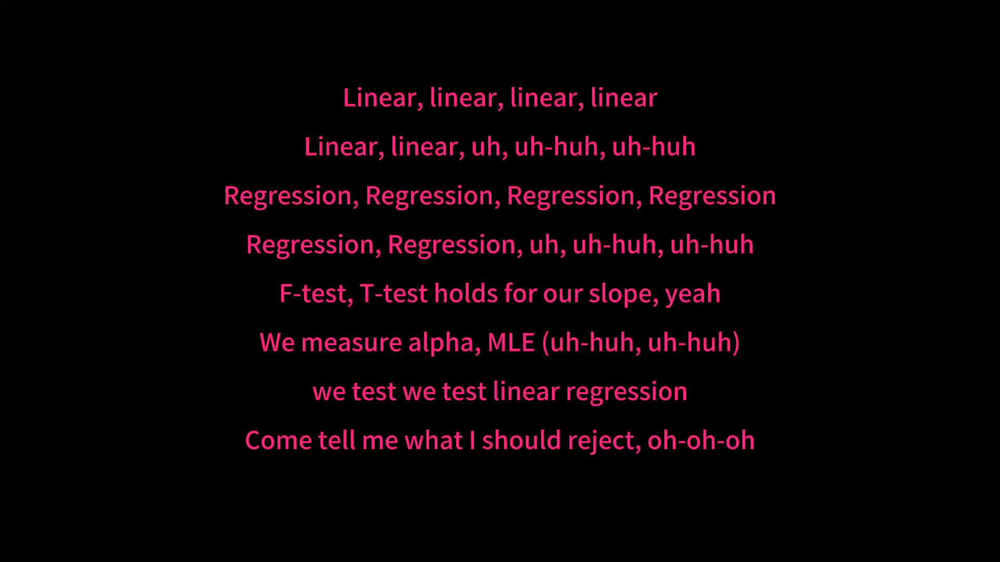 Linear, linear, linear, linear
Linear, linear, uh, uh-huh, uh-huh
Regression, Regression, Regression, Regression
Regression, Regression, uh, uh-huh, uh-huh
F-test, T-test holds for our slope, yeah
We measure alpha, MLE (uh-huh, uh-huh)
we test we test linear regression
Come tell me what I should reject, oh-oh-oh